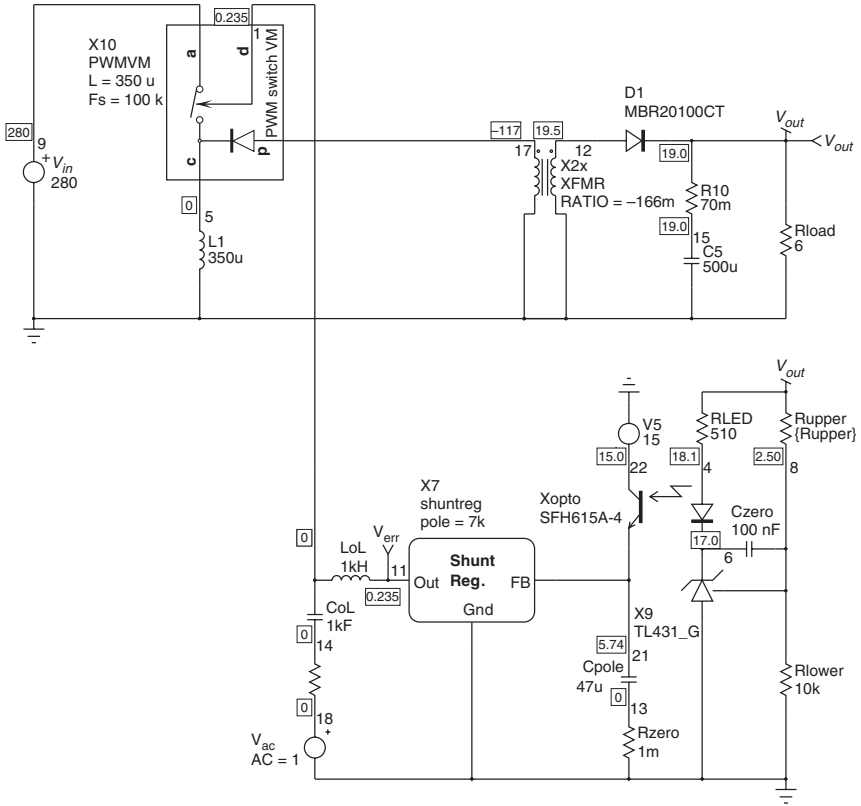 0.235
1
X10
PWMVM
L = 350 u
Fs = 100 k
a
d
PWM switch VM
c
p
280
9
+
Vin
280
0
5
L1
350u
–117
19.5
17
12
X2x
XFMR
RATIO = –166m
D1
MBR20100CT
Vout
Vout
19.0
R10
70m
19.0
15
C5
500u
Rload
6
Vout
V5
15
15.0
22
RLED
510
18.1
4
Rupper
{Rupper}
2.50
8
X7
shuntreg
pole = 7k
Xopto
SFH615A-4
Czero
100 nF
17.0
6
0
LoL
1kH
Verr
11
0.235
Out
Shunt
Reg.
FB
Gnd
CoL
1kF
0
14
X9
TL431_G
5.74
21
Cpole
47u
0
13
Rlower
10k
0
18
+
Vac
AC = 1
Rzero
1m